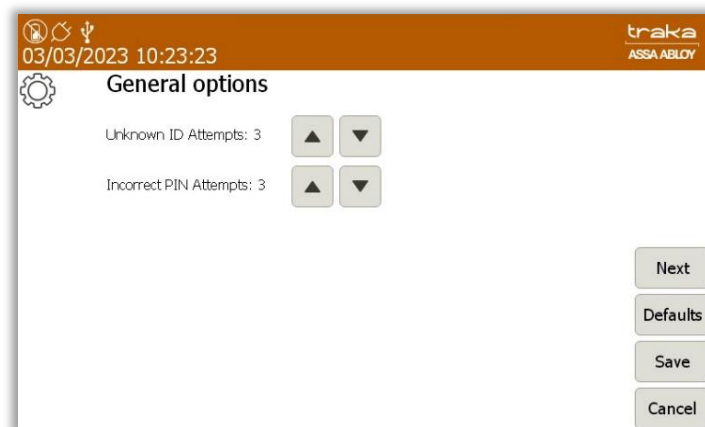 03/03/2023 10:23:23
traka
ASSA ABLOY
General options
Unknown ID Attempts: 3
Incorrect PIN Attempts: 3
Next
Defaults
Save
Cancel